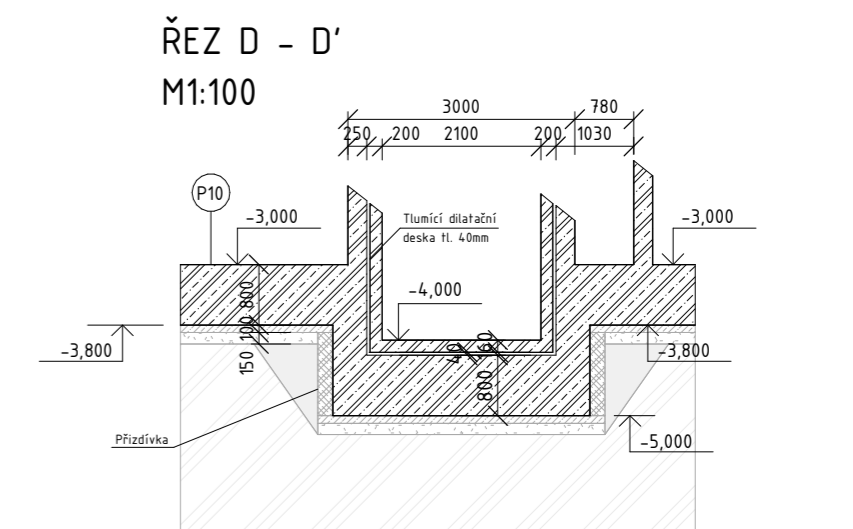 ŘEZ D - D'
M1:100
3000 780
250 200 2100 200 1030
P10
-3,000
Tlumící dilatační
deska tl. 40mm
-3,000
-4,000
800
100
150
-3,800
40 160
800
-3,800
Přizdívka
-5,000